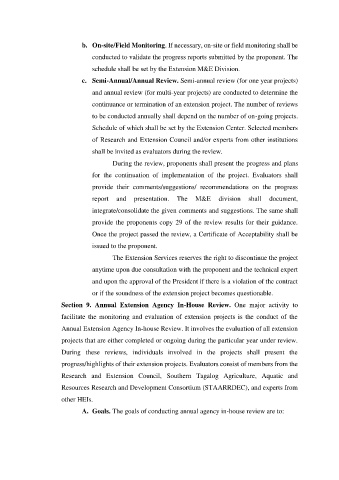 b. On-site/Field Monitoring. If necessary, on-site or field monitoring shall be
conducted to validate the progress reports submitted by the proponent. The
schedule shall be set by the Extension M&E Division.
c. Semi-Annual/Annual Review. Semi-annual review (for one year projects)
and annual review (for multi-year projects) are conducted to determine the
continuance or termination of an extension project. The number of reviews
to be conducted annually shall depend on the number of on-going projects.
Schedule of which shall be set by the Extension Center. Selected members
of Research and Extension Council and/or experts from other institutions
shall be invited as evaluators during the review.
During the review, proponents shall present the progress and plans
for the continuation of implementation of the project. Evaluators shall
provide their comments/suggestions/ recommendations on the progress
report and presentation. The M&E division shall document,
integrate/consolidate the given comments and suggestions. The same shall
provide the proponents copy 29 of the review results for their guidance.
Once the project passed the review, a Certificate of Acceptability shall be
issued to the proponent.
The Extension Services reserves the right to discontinue the project
anytime upon due consultation with the proponent and the technical expert
and upon the approval of the President if there is a violation of the contract
or if the soundness of the extension project becomes questionable.
Section 9. Annual Extension Agency In-House Review. One major activity to
facilitate the monitoring and evaluation of extension projects is the conduct of the
Annual Extension Agency In-house Review. It involves the evaluation of all extension
projects that are either completed or ongoing during the particular year under review.
During these reviews, individuals involved in the projects shall present the
progress/highlights of their extension projects. Evaluators consist of members from the
Research and Extension Council, Southern Tagalog Agriculture, Aquatic and
Resources Research and Development Consortium (STAARRDEC), and experts from
other HEIs.
A. Goals. The goals of conducting annual agency in-house review are to: